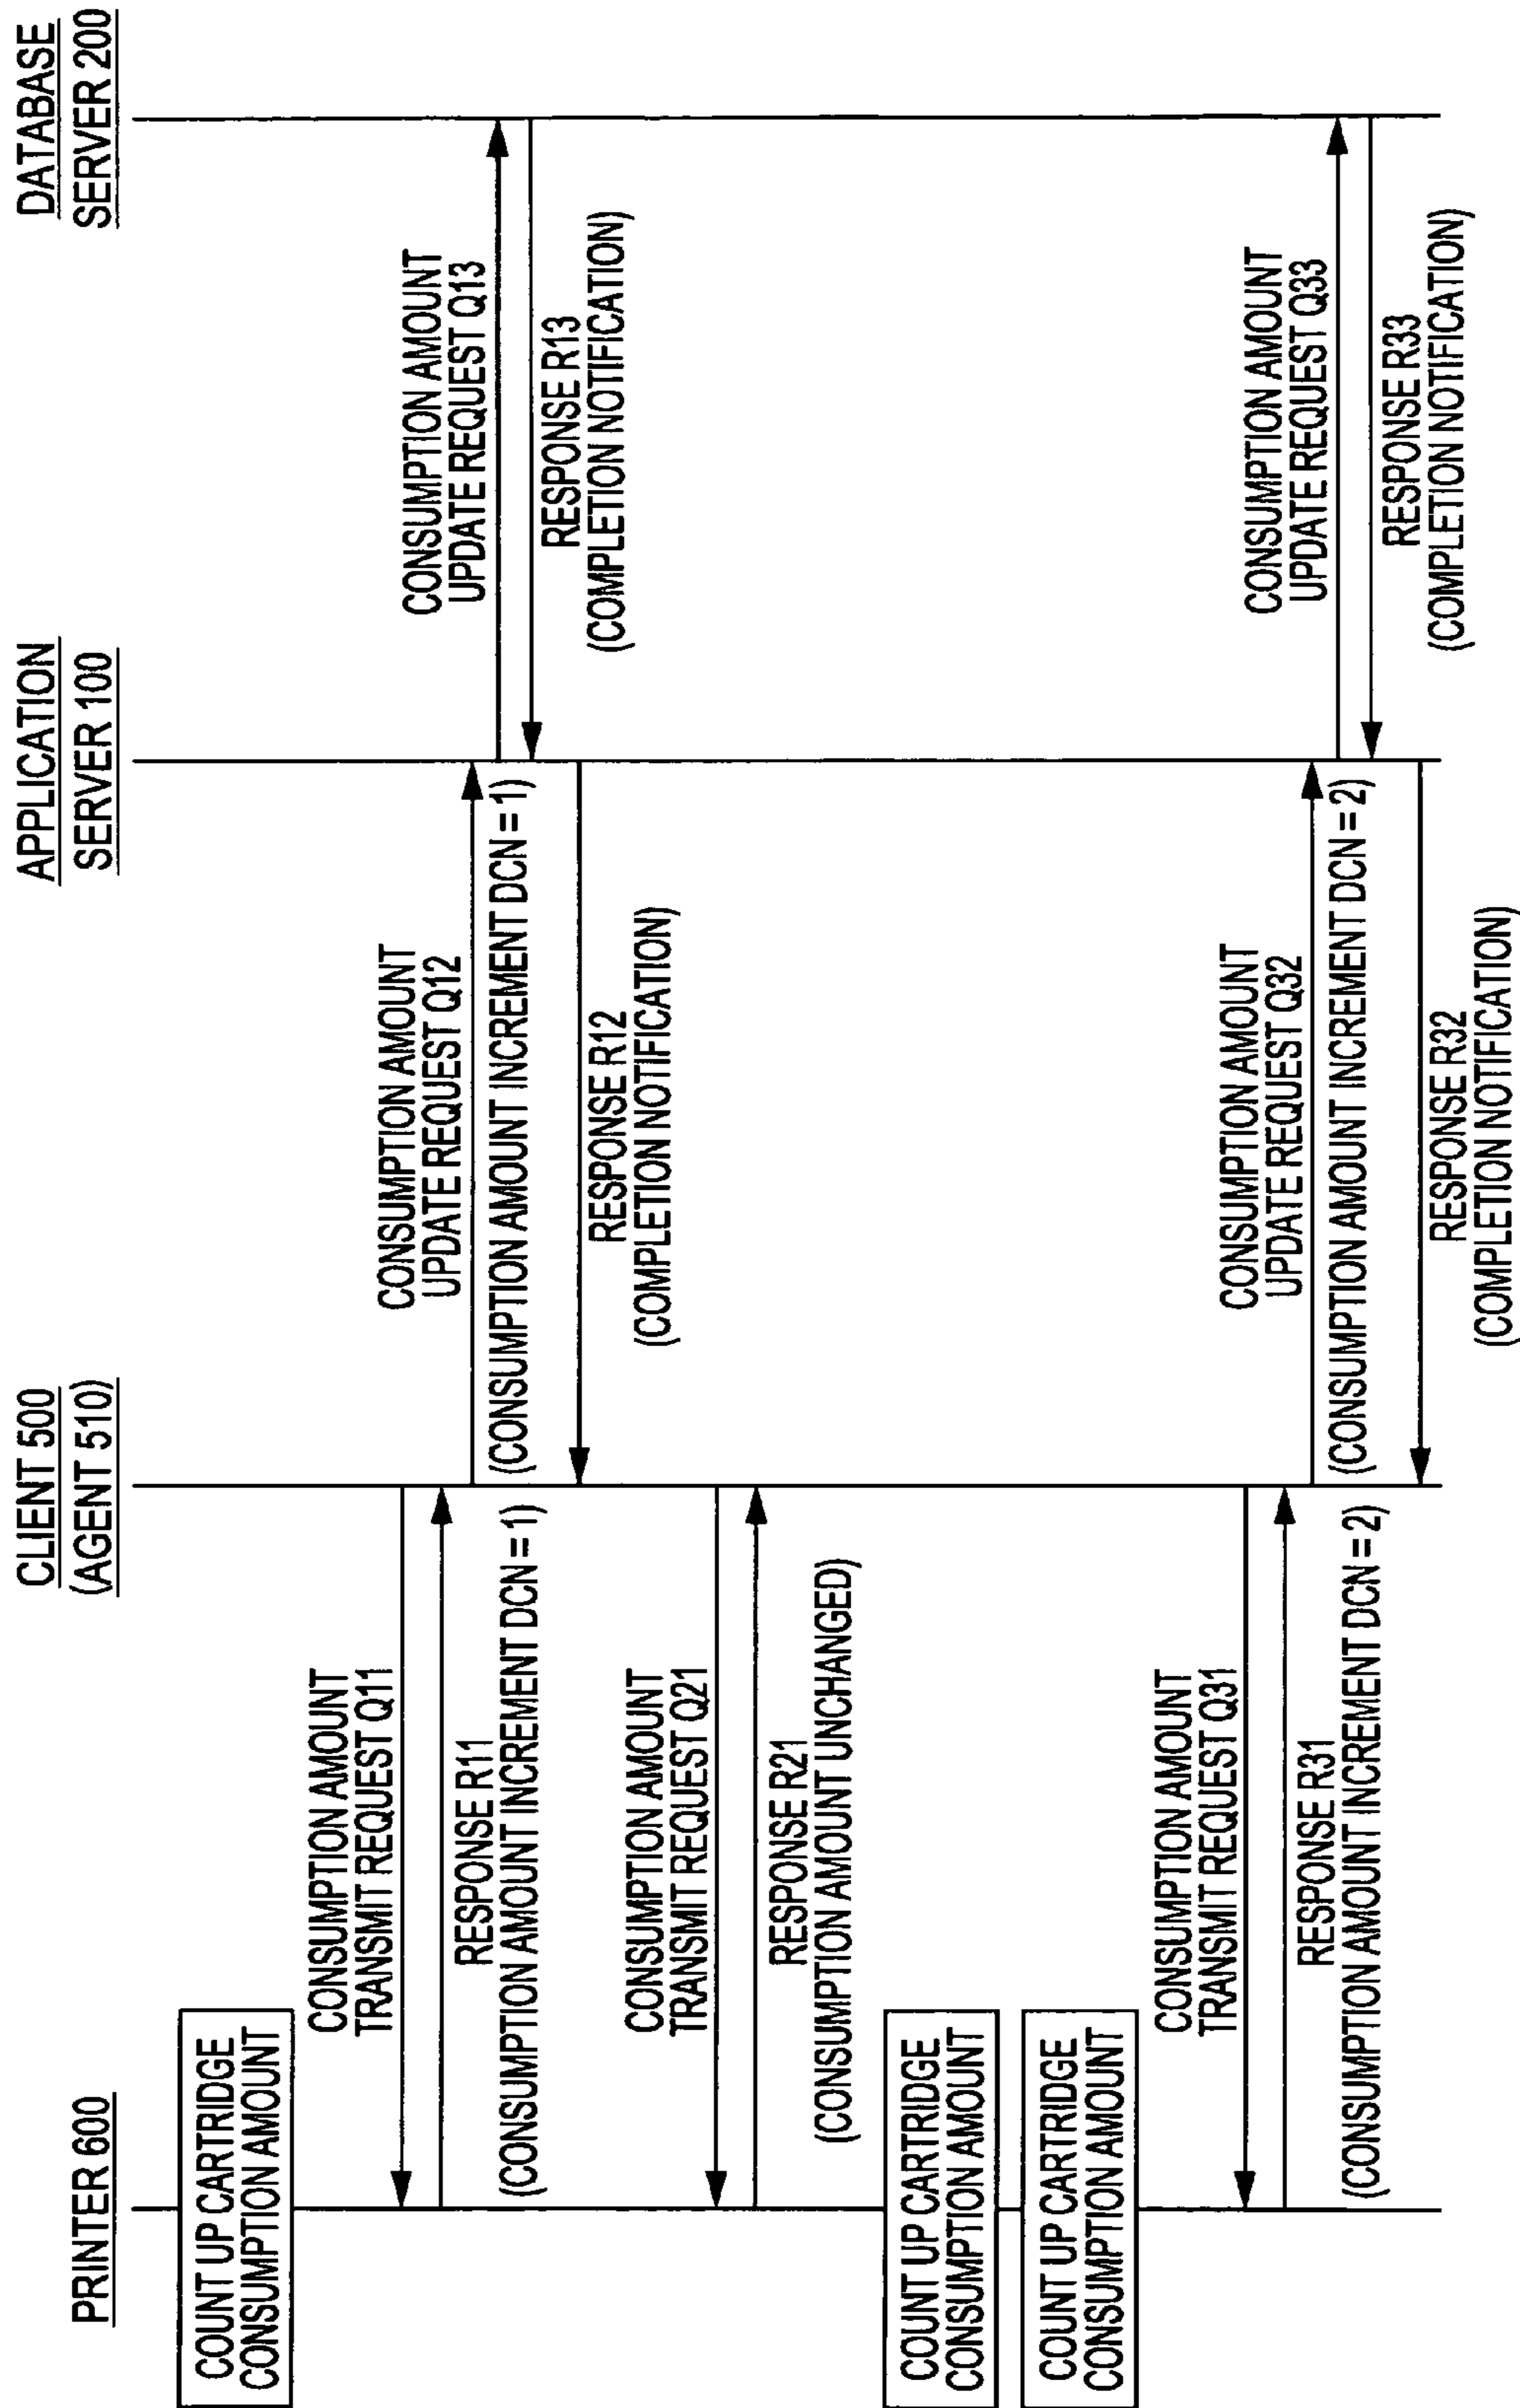 PRINTER 600
CLIENT 500
(AGENT 510)
APPLICATION
SERVER 100
DATABASE
SERVER 200
COUNT UP CARTRIDGE
CONSUMPTION AMOUNT
CONSUMPTION AMOUNT
TRANSMIT REQUEST Q11
RESPONSE R11
(CONSUMPTION AMOUNT INCREMENT DCN = 1)
CONSUMPTION AMOUNT
UPDATE REQUEST Q12
(CONSUMPTION AMOUNT INCREMENT DCN = 1)
CONSUMPTION AMOUNT
UPDATE REQUEST Q13
RESPONSE R13
(COMPLETION NOTIFICATION)
RESPONSE R12
(COMPLETION NOTIFICATION)
CONSUMPTION AMOUNT
TRANSMIT REQUEST Q21
RESPONSE R21
(CONSUMPTION AMOUNT UNCHANGED)
COUNT UP CARTRIDGE
CONSUMPTION AMOUNT
COUNT UP CARTRIDGE
CONSUMPTION AMOUNT
CONSUMPTION AMOUNT
TRANSMIT REQUEST Q31
RESPONSE R31
(CONSUMPTION AMOUNT INCREMENT DCN = 2)
CONSUMPTION AMOUNT
UPDATE REQUEST Q32
(CONSUMPTION AMOUNT INCREMENT DCN = 2)
CONSUMPTION AMOUNT
UPDATE REQUEST Q33
RESPONSE R33
(COMPLETION NOTIFICATION)
RESPONSE R32
(COMPLETION NOTIFICATION)